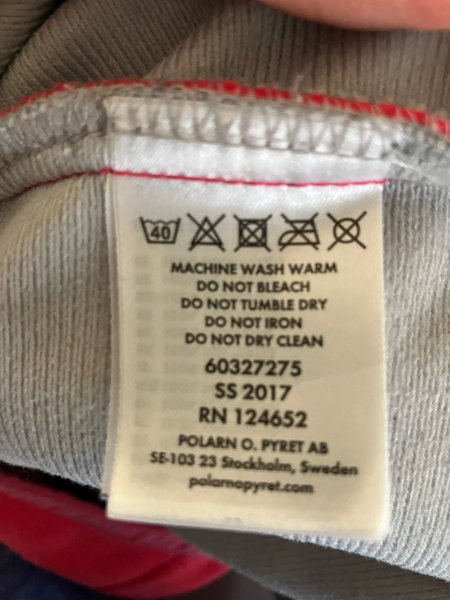 40
MACHINE WASH WARM
DO NOT BLEACH
DO NOT TUMBLE DRY
DO NOT IRON
DO NOT DRY CLEAN
60327275
SS 2017
RN 124652
POLARN O. PYRET AB
SE-103 23 Stockholm, Sweden
polarnopyret.com